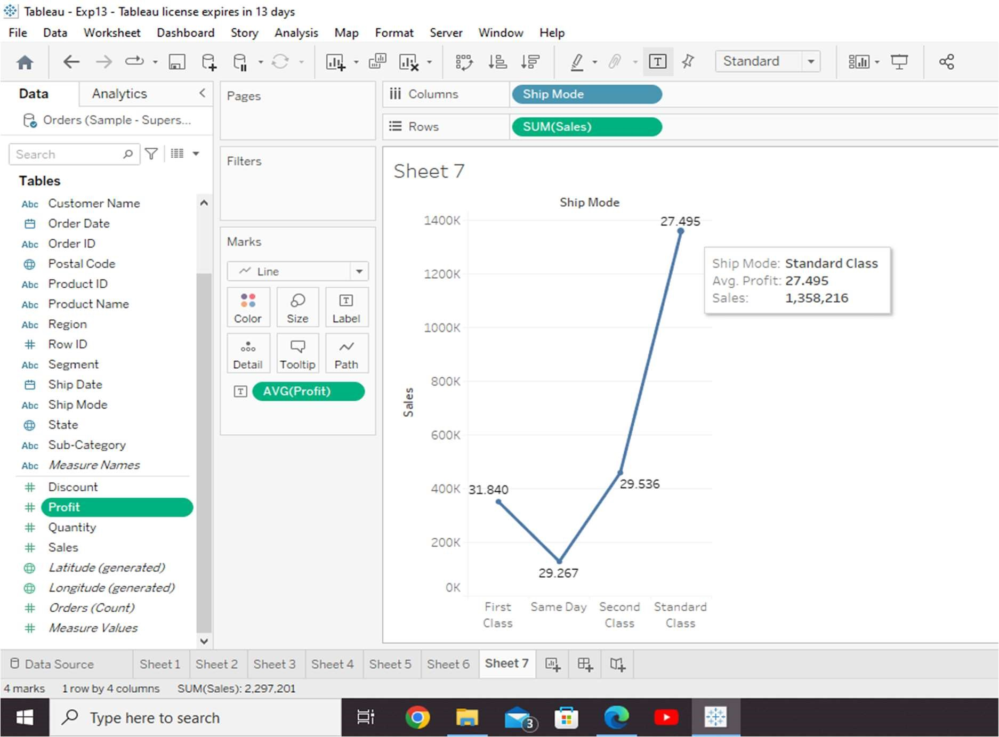 Tableau - Exp13 - Tableau license expires in 13 days
File Data Worksheet Dashboard Story Analysis Map Format Server Window Help
Standard
Data Analytics
Orders (Sample - Supers...
Search
Tables
Abc Customer Name
Order Date
Abc Order ID
Postal Code
Abc Product ID
Abc Product Name
Abc Region
# Row ID
Abc Segment
Ship Date
Abc Ship Mode
State
Abc Sub-Category
Abc Measure Names
# Discount
# Profit
# Quantity
# Sales
Latitude (generated)
Longitude (generated)
# Orders (Count)
# Measure Values
Pages
Filters
Marks
Line
Color Size Label
Detail Tooltip Path
T AVG(Profit)
Columns Ship Mode
Rows SUM(Sales)
Sheet 7
Ship Mode
1400K
1200K
1000K
800K
600K
400K
200K
0K
Sales
27.495
31.840
29.536
29.267
Ship Mode: Standard Class
Avg. Profit: 27.495
Sales: 1,358,216
First Class
Same Day
Second Class
Standard Class
Data Source Sheet 1 Sheet 2 Sheet 3 Sheet 4 Sheet 5 Sheet 6 Sheet 7
4 marks 1 row by 4 columns SUM(Sales): 2,297,201
Type here to search
3